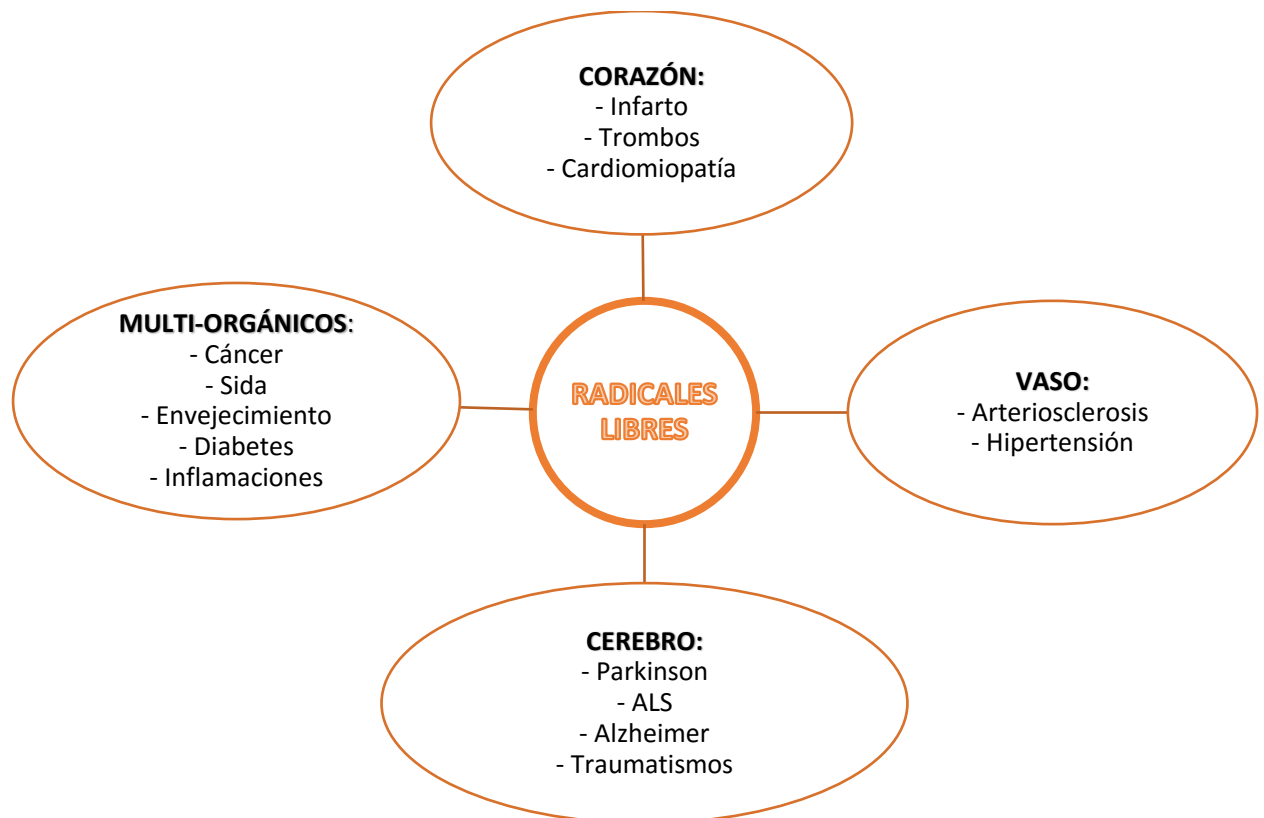 CORAZÓN:
- Infarto
- Trombos
- Cardiomiopatía
MULTI-ORGÁNICOS:
- Cáncer
- Sida
- Envejecimiento
- Diabetes
- Inflamaciones
RADICALES
LIBRES
VASO:
- Arteriosclerosis
- Hipertensión
CEREBRO:
- Parkinson
- ALS
- Alzheimer
- Traumatismos